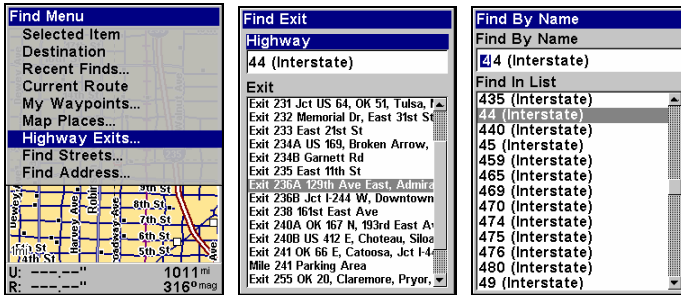 Find Menu
Selected Item
Destination
Recent Finds...
Current Route
My Waypoints...
Map Places...
Highway Exits...
Find Streets...
Find Address...
9th St
8th St.
7th St
6th St.
5th St.
4th St
Harvey Ave.
Robin
Ave
U: ---.--" 1011 mi
R: ---.--" 316º mag
Find Exit
Highway
44 (Interstate)
Exit
Exit 231 Jct US 64, OK 51, Tulsa,
Exit 232 Memorial Dr, East 31st St
Exit 233 East 21st St
Exit 234A US 169, Broken Arrow,
Exit 234B Garnett Rd
Exit 235 East 11th St
Exit 236A 129th Ave East, Admira
Exit 236B Jct I-244 W, Downtown
Exit 238 161st East Ave
Exit 240A OK 167 N, 193rd East Av
Exit 240B US 412 E, Choteau, Siloa
Exit 241 OK 66 E, Catoosa, Jct I-4
Mile 241 Parking Area
Exit 255 OK 20, Claremore, Pryor,
Find By Name
Find By Name
44 (Interstate)
Find In List
435 (Interstate)
44 (Interstate)
440 (Interstate)
45 (Interstate)
459 (Interstate)
465 (Interstate)
469 (Interstate)
470 (Interstate)
474 (Interstate)
475 (Interstate)
476 (Interstate)
480 (Interstate)
49 (Interstate)